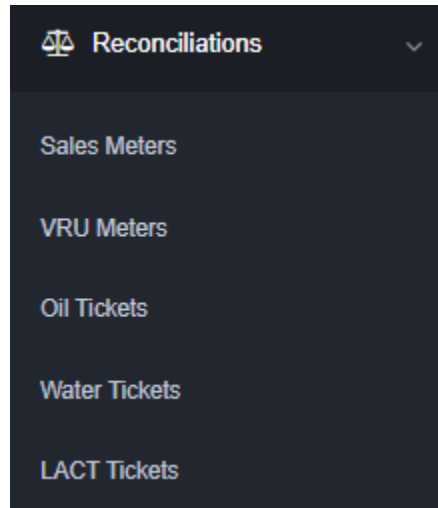 Reconciliations
Sales Meters
VRU Meters
Oil Tickets
Water Tickets
LACT Tickets